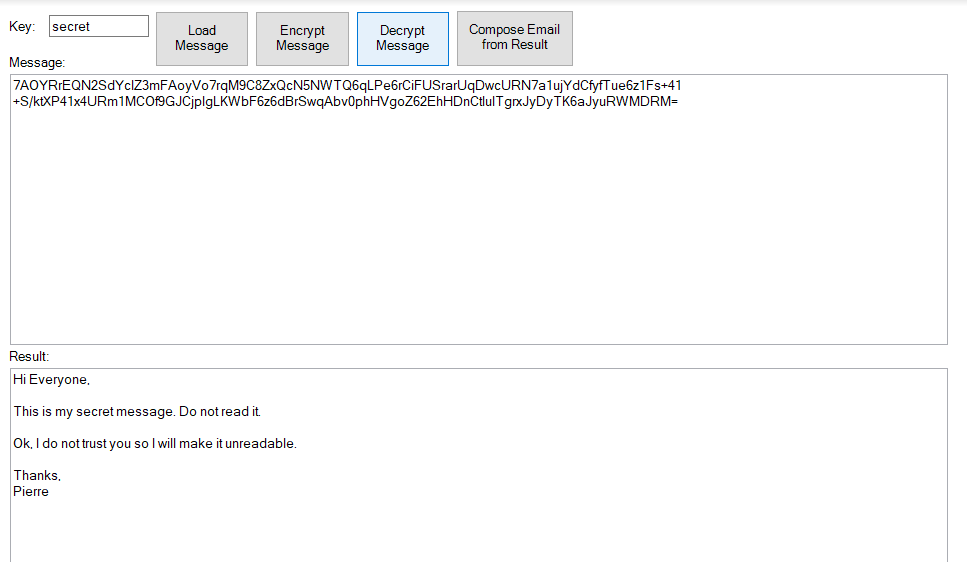 Key: secret
Load Message
Encrypt Message
Decrypt Message
Compose Email from Result
Message:
7AOYRrEQN2SdYclZ3mFAoyVo7rqM9C8ZxQcN5NWTQ6qLPe6rCiFUSrarUqDwcURN7a1ujYdCfyfTue6z1Fs+41
+S/ktXP41x4URm1MCOf9GJCjpIgLKWbF6z6dBrSwqAbv0phHVgoZ62EhHDnCtluITgrxJyDyTK6aJyuRWMDRM=
Result:
Hi Everyone,
This is my secret message. Do not read it.
Ok, I do not trust you so I will make it unreadable.
Thanks,
Pierre